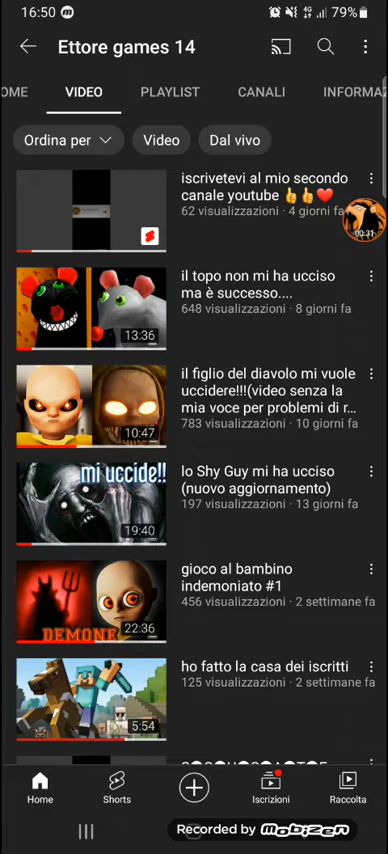 16:50
4G 79%
Ettore games 14
OME VIDEO PLAYLIST CANALI INFORMAZ
Ordina per Video Dal vivo
iscrivetevi al mio secondo
canale youtube 👍👍❤️
62 visualizzazioni · 4 giorni fa
00:31
il topo non mi ha ucciso
ma è successo....
648 visualizzazioni · 8 giorni fa
13:36
il figlio del diavolo mi vuole
uccidere!!!(video senza la
mia voce per problemi di r...
783 visualizzazioni · 10 giorni fa
10:47
mi uccide!!
lo Shy Guy mi ha ucciso
(nuovo aggiornamento)
197 visualizzazioni · 13 giorni fa
19:40
gioco al bambino
indemoniato #1
456 visualizzazioni · 2 settimane fa
DEMONE
22:36
ho fatto la casa dei iscritti
125 visualizzazioni · 2 settimane fa
5:54
Home Shorts Iscrizioni Raccolta
Recorded by mobizen